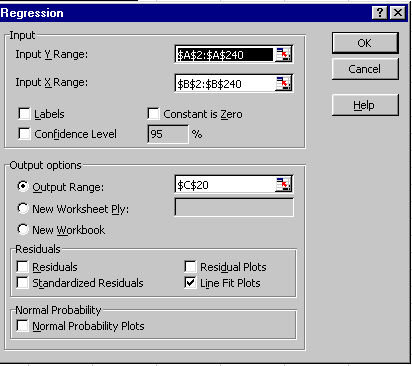 Regression
Input
Input Y Range:
$A$2:$A$240
Input X Range:
$B$2:$B$240
Labels
Constant is Zero
Confidence Level
95
%
OK
Cancel
Help
Output options
Output Range:
$C$20
New Worksheet Ply:
New Workbook
Residuals
Residuals
Residual Plots
Standardized Residuals
Line Fit Plots
Normal Probability
Normal Probability Plots